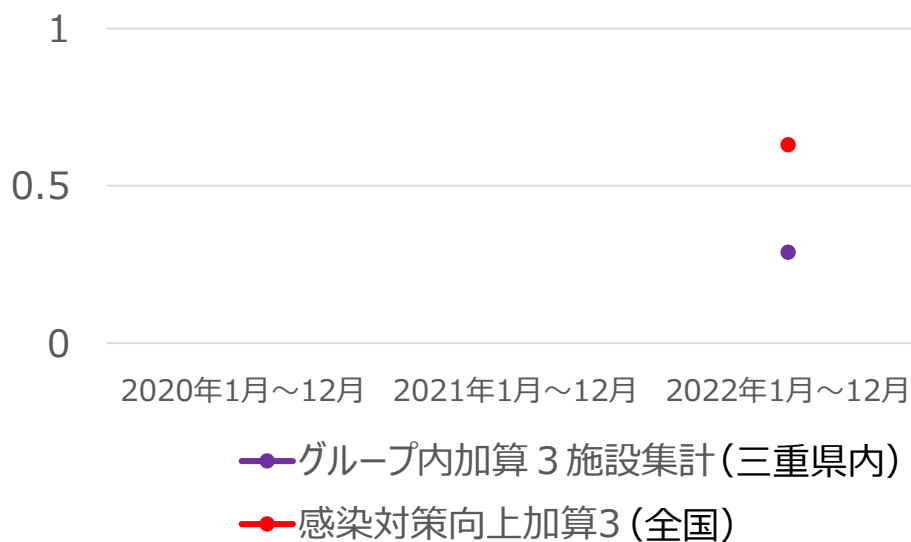 1
0.5
0
2020年1月～12月 2021年1月～12月 2022年1月～12月
グループ内加算３施設集計(三重県内)
感染対策向上加算3(全国)